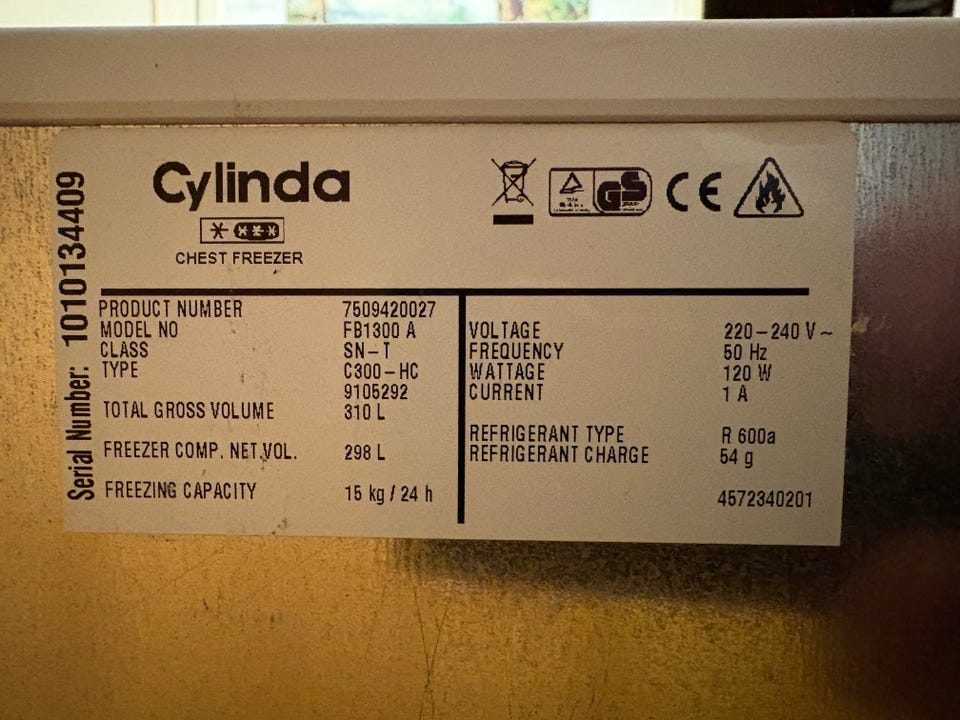 Serial Number: 1010134409
Cylinda
CHEST FREEZER
GS
CE
PRODUCT NUMBER 7509420027
MODEL NO FB1300 A
CLASS SN-T
TYPE C300-HC
9105292
TOTAL GROSS VOLUME 310 L
FREEZER COMP. NET.VOL. 298 L
FREEZING CAPACITY 15 kg / 24 h
VOLTAGE 220-240 V ~
FREQUENCY 50 Hz
WATTAGE 120 W
CURRENT 1 A
REFRIGERANT TYPE R 600a
REFRIGERANT CHARGE 54 g
4572340201